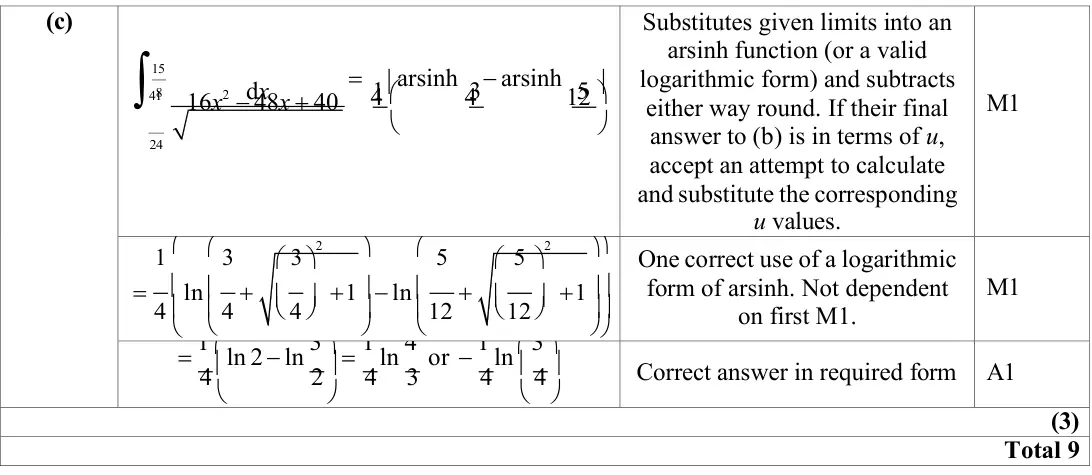 (c)
∫ 15/8 41/24 dx/√(16x² − 48x + 40) = 1/4 (arsinh 3/4 − arsinh 5/12)
Substitutes given limits into an
arsinh function (or a valid
logarithmic form) and subtracts
either way round. If their final
answer to (b) is in terms of u,
accept an attempt to calculate
and substitute the corresponding
u values.
M1
= 1/4 (ln(3/4 + √((3/4)² + 1)) − ln(5/12 + √((5/12)² + 1)))
One correct use of a logarithmic
form of arsinh. Not dependent
on first M1.
M1
= 1/4 (ln 2 − ln 3/2) = 1/4 ln 4/3 or − 1/4 ln (3/4)
Correct answer in required form
A1
(3)
Total 9